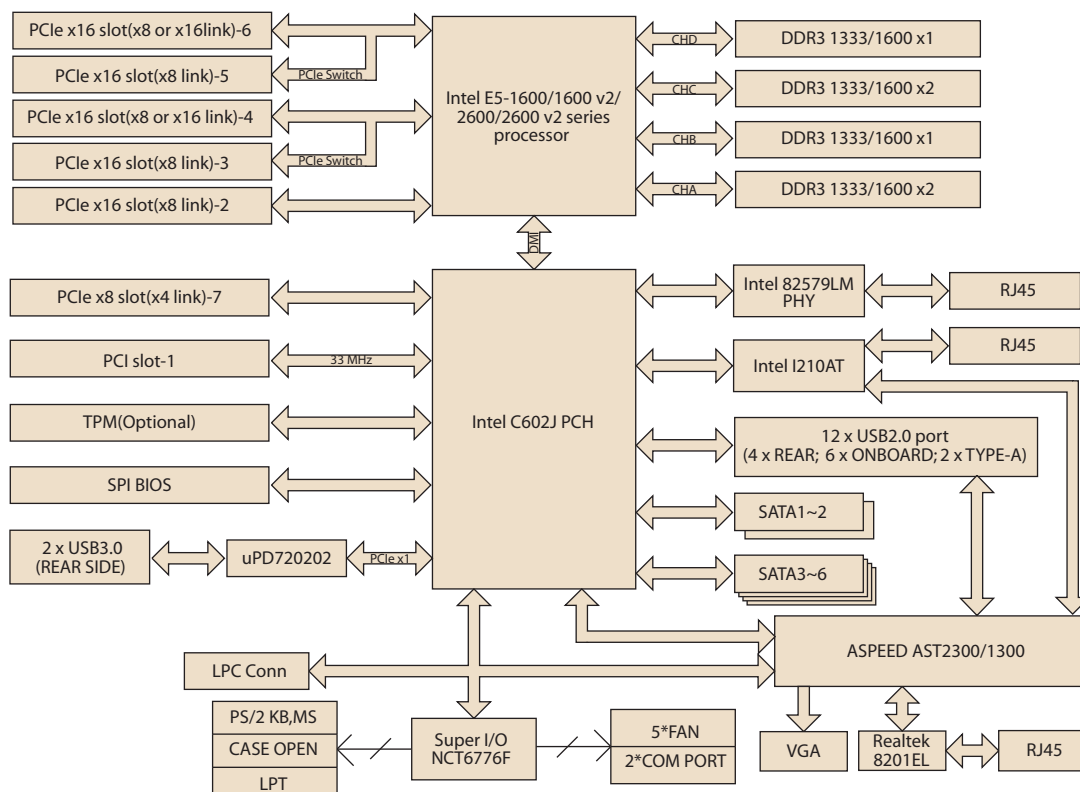 PCIe x16 slot(x8 or x16link)-6
PCIe x16 slot(x8 link)-5
PCIe Switch
PCIe x16 slot(x8 or x16 link)-4
PCIe x16 slot(x8 link)-3
PCIe Switch
PCIe x16 slot(x8 link)-2
Intel E5-1600/1600 v2/
2600/2600 v2 series
processor
CHD
DDR3 1333/1600 x1
CHC
DDR3 1333/1600 x2
CHB
DDR3 1333/1600 x1
CHA
DDR3 1333/1600 x2
DMI
PCIe x8 slot(x4 link)-7
PCI slot-1
33 MHz
TPM(Optional)
SPI BIOS
2 x USB3.0
(REAR SIDE)
uPD720202
PCIe x1
Intel C602J PCH
Intel 82579LM
PHY
RJ45
Intel I210AT
RJ45
12 x USB2.0 port
(4 x REAR; 6 x ONBOARD; 2 x TYPE-A)
SATA1~2
SATA3~6
ASPEED AST2300/1300
LPC Conn
PS/2 KB,MS
CASE OPEN
LPT
Super I/O
NCT6776F
5*FAN
2*COM PORT
VGA
Realtek
8201EL
RJ45